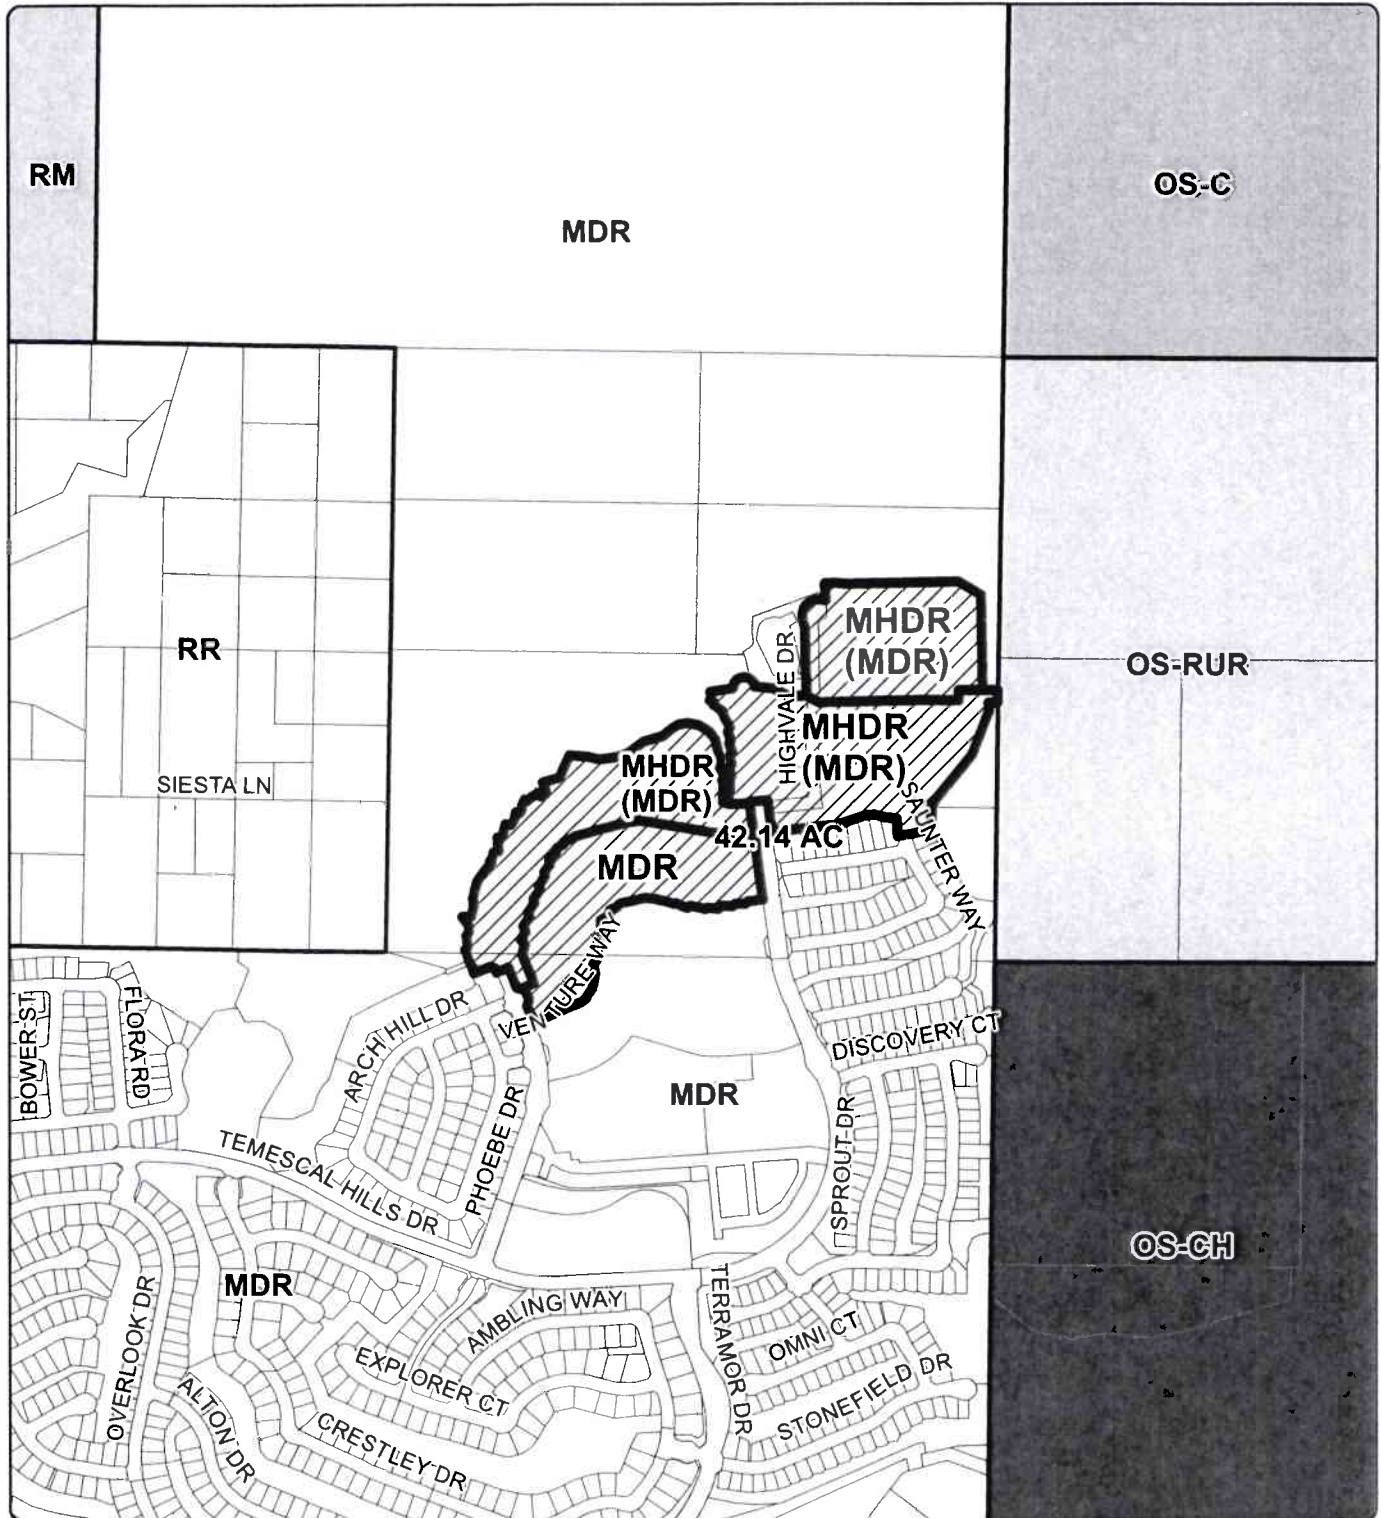 RM
OS-C
MDR
MHDR
(MDR)
HIGHVALE DR
RR
OS-RUR
MHDR
(MDR)
MHDR
(MDR)
SIESTA LN
SAUNTER WAY
42.14 AC
MDR
VENTURE WAY
ARCH HILL DR
FLORA RD
BOWER ST
DISCOVERY CT
MDR
PHOEBE DR
SPROUT DR
TEMESCAL HILLS DR
OS-CH
MDR
OVERLOOK DR
AMBLING WAY
TERRAMOR DR
OMNI CT
EXPLORER CT
STONEFIELD DR
ALTON DR
CRESTLEY DR